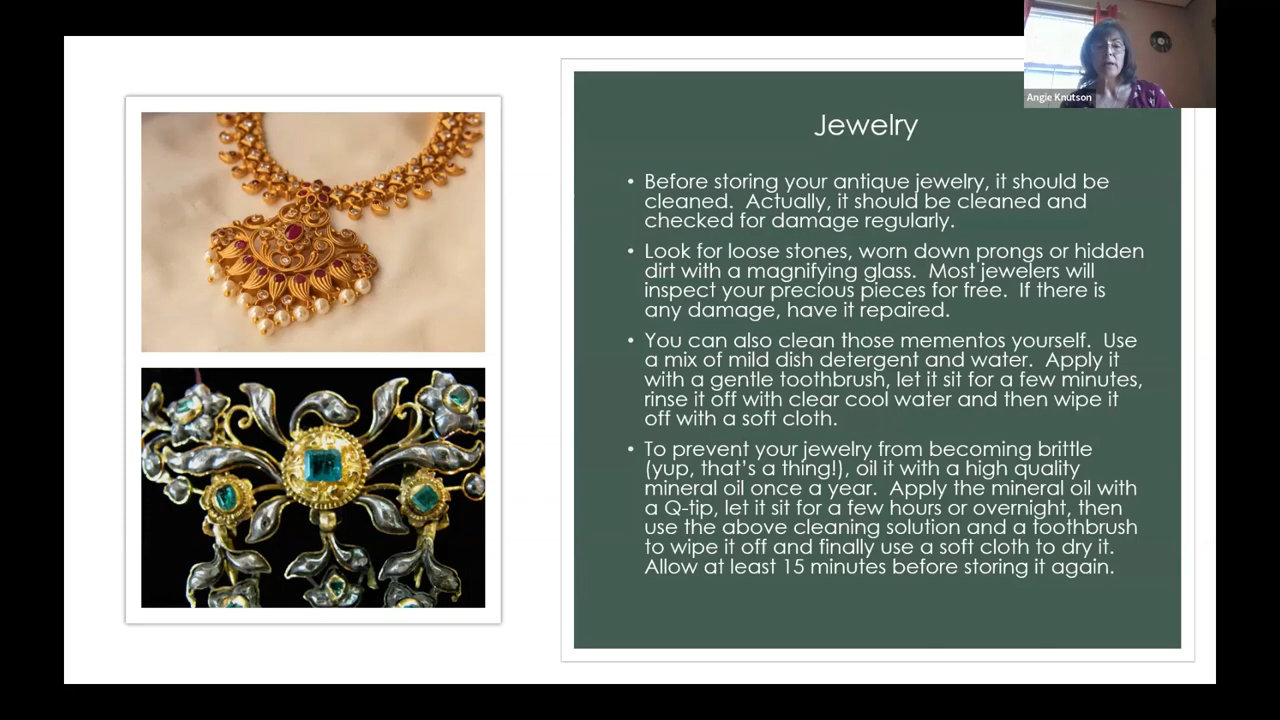 Angie Knutson
Jewelry
• Before storing your antique jewelry, it should be
cleaned.  Actually, it should be cleaned and
checked for damage regularly.
• Look for loose stones, worn down prongs or hidden
dirt with a magnifying glass.  Most jewelers will
inspect your precious pieces for free.  If there is
any damage, have it repaired.
• You can also clean those mementos yourself.  Use
a mix of mild dish detergent and water.  Apply it
with a gentle toothbrush, let it sit for a few minutes,
rinse it off with clear cool water and then wipe it
off with a soft cloth.
• To prevent your jewelry from becoming brittle
(yup, that's a thing!), oil it with a high quality
mineral oil once a year.  Apply the mineral oil with
a Q-tip, let it sit for a few hours or overnight, then
use the above cleaning solution and a toothbrush
to wipe it off and finally use a soft cloth to dry it.
Allow at least 15 minutes before storing it again.